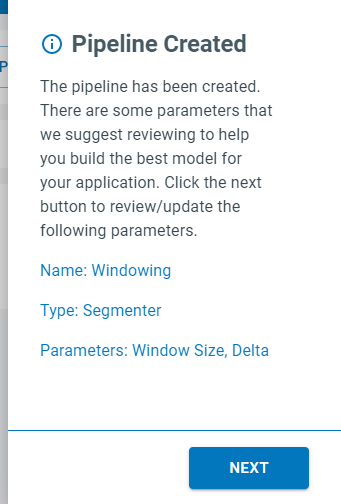 Pipeline Created
The pipeline has been created.
There are some parameters that
we suggest reviewing to help
you build the best model for
your application. Click the next
button to review/update the
following parameters.
Name: Windowing
Type: Segmenter
Parameters: Window Size, Delta
NEXT